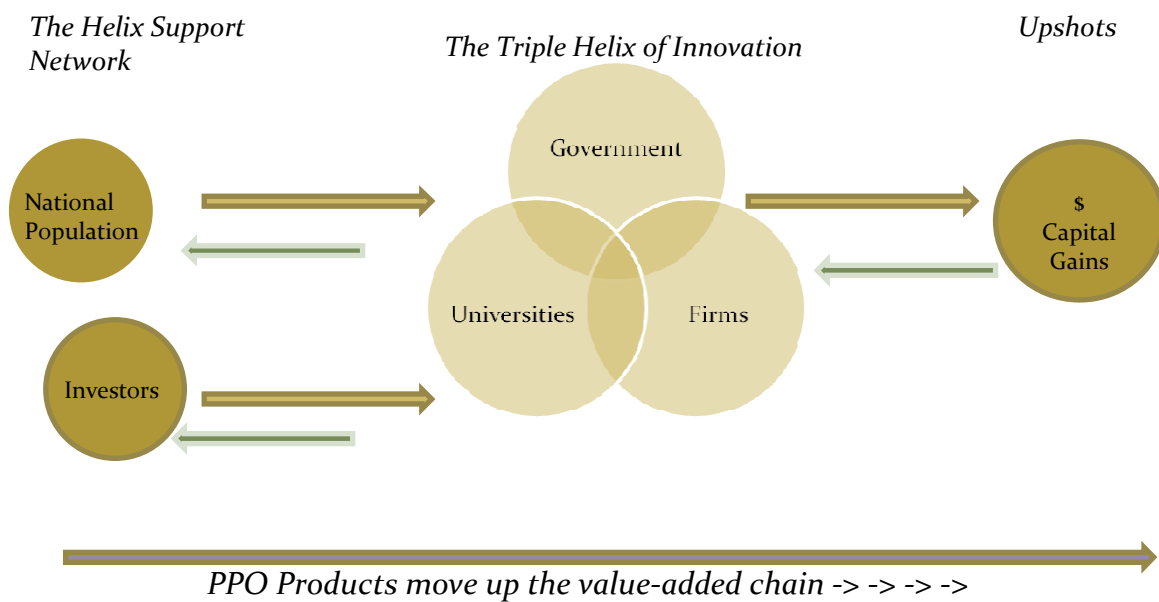 The Helix Support
Network
The Triple Helix of Innovation
Upshots
Government
National
Population
$
Capital
Gains
Universities
Firms
Investors
PPO Products move up the value-added chain -> -> -> ->